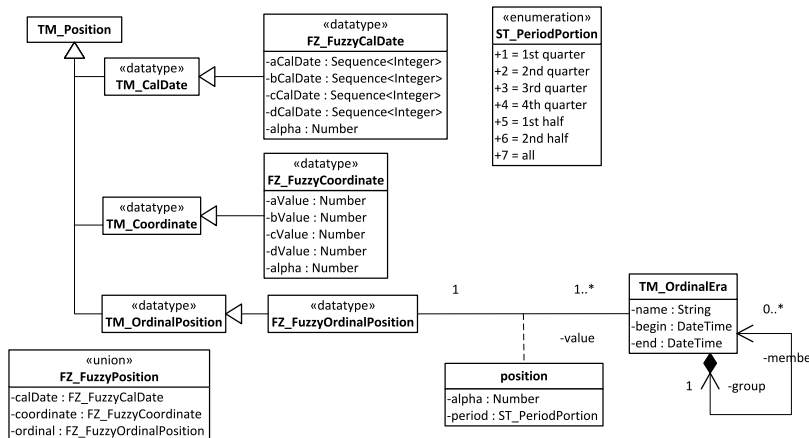 TM_Position
«datatype»
TM_CalDate
«datatype»
FZ_FuzzyCalDate
-aCalDate : Sequence<Integer>
-bCalDate : Sequence<Integer>
-cCalDate : Sequence<Integer>
-dCalDate : Sequence<Integer>
-alpha : Number
«enumeration»
ST_PeriodPortion
+1 = 1st quarter
+2 = 2nd quarter
+3 = 3rd quarter
+4 = 4th quarter
+5 = 1st half
+6 = 2nd half
+7 = all
«datatype»
TM_Coordinate
«datatype»
FZ_FuzzyCoordinate
-aValue : Number
-bValue : Number
-cValue : Number
-dValue : Number
-alpha : Number
«datatype»
TM_OrdinalPosition
«datatype»
FZ_FuzzyOrdinalPosition
1
1..*
-value
TM_OrdinalEra
-name : String
-begin : DateTime
-end : DateTime
0..*
-membe
1
-group
position
-alpha : Number
-period : ST_PeriodPortion
«union»
FZ_FuzzyPosition
-calDate : FZ_FuzzyCalDate
-coordinate : FZ_FuzzyCoordinate
-ordinal : FZ_FuzzyOrdinalPosition